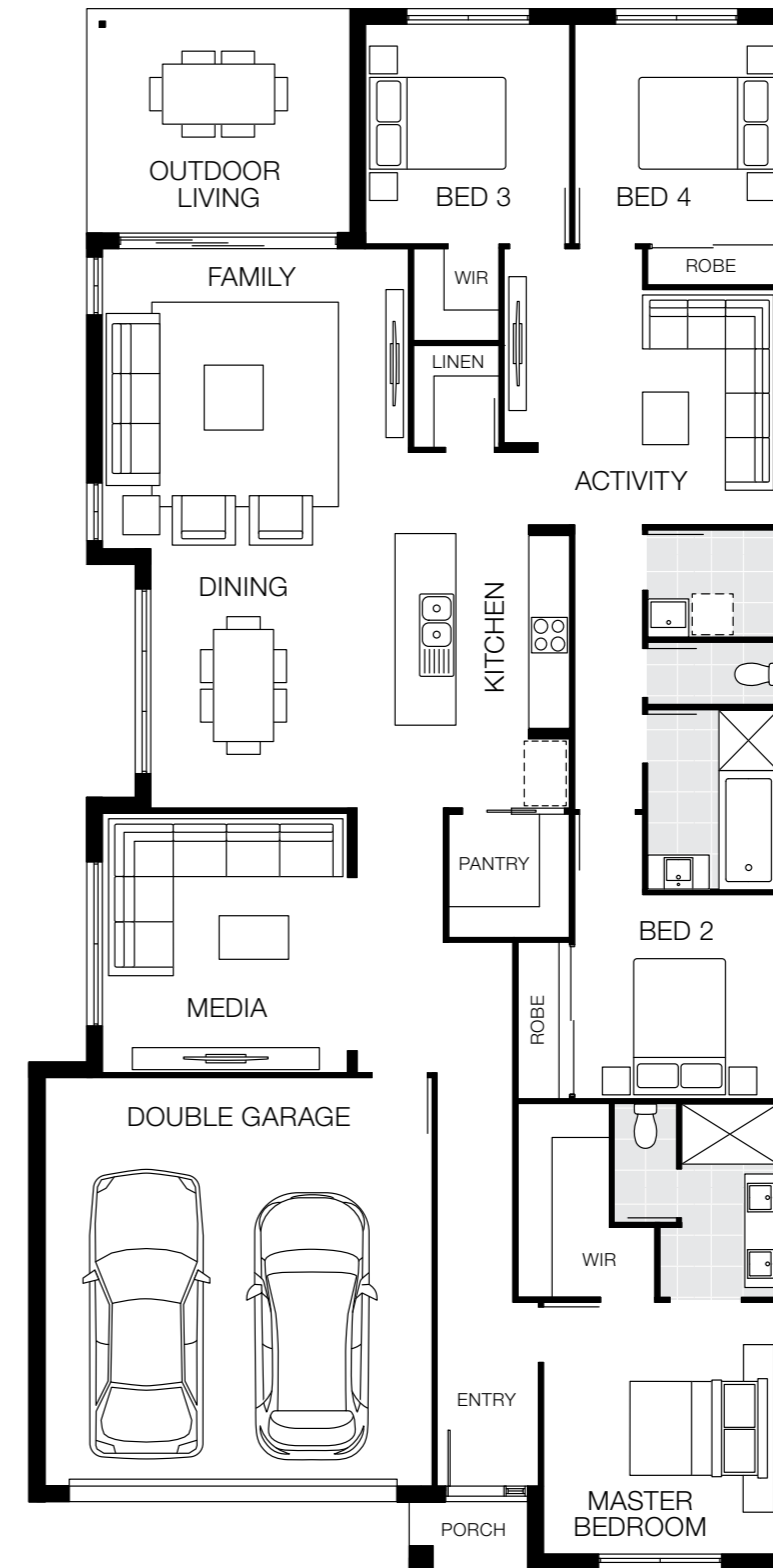 OUTDOOR
LIVING
BED 3
BED 4
FAMILY
WIR
ROBE
LINEN
ACTIVITY
DINING
KITCHEN
PANTRY
BED 2
MEDIA
ROBE
DOUBLE GARAGE
WIR
ENTRY
MASTER
BEDROOM
PORCH